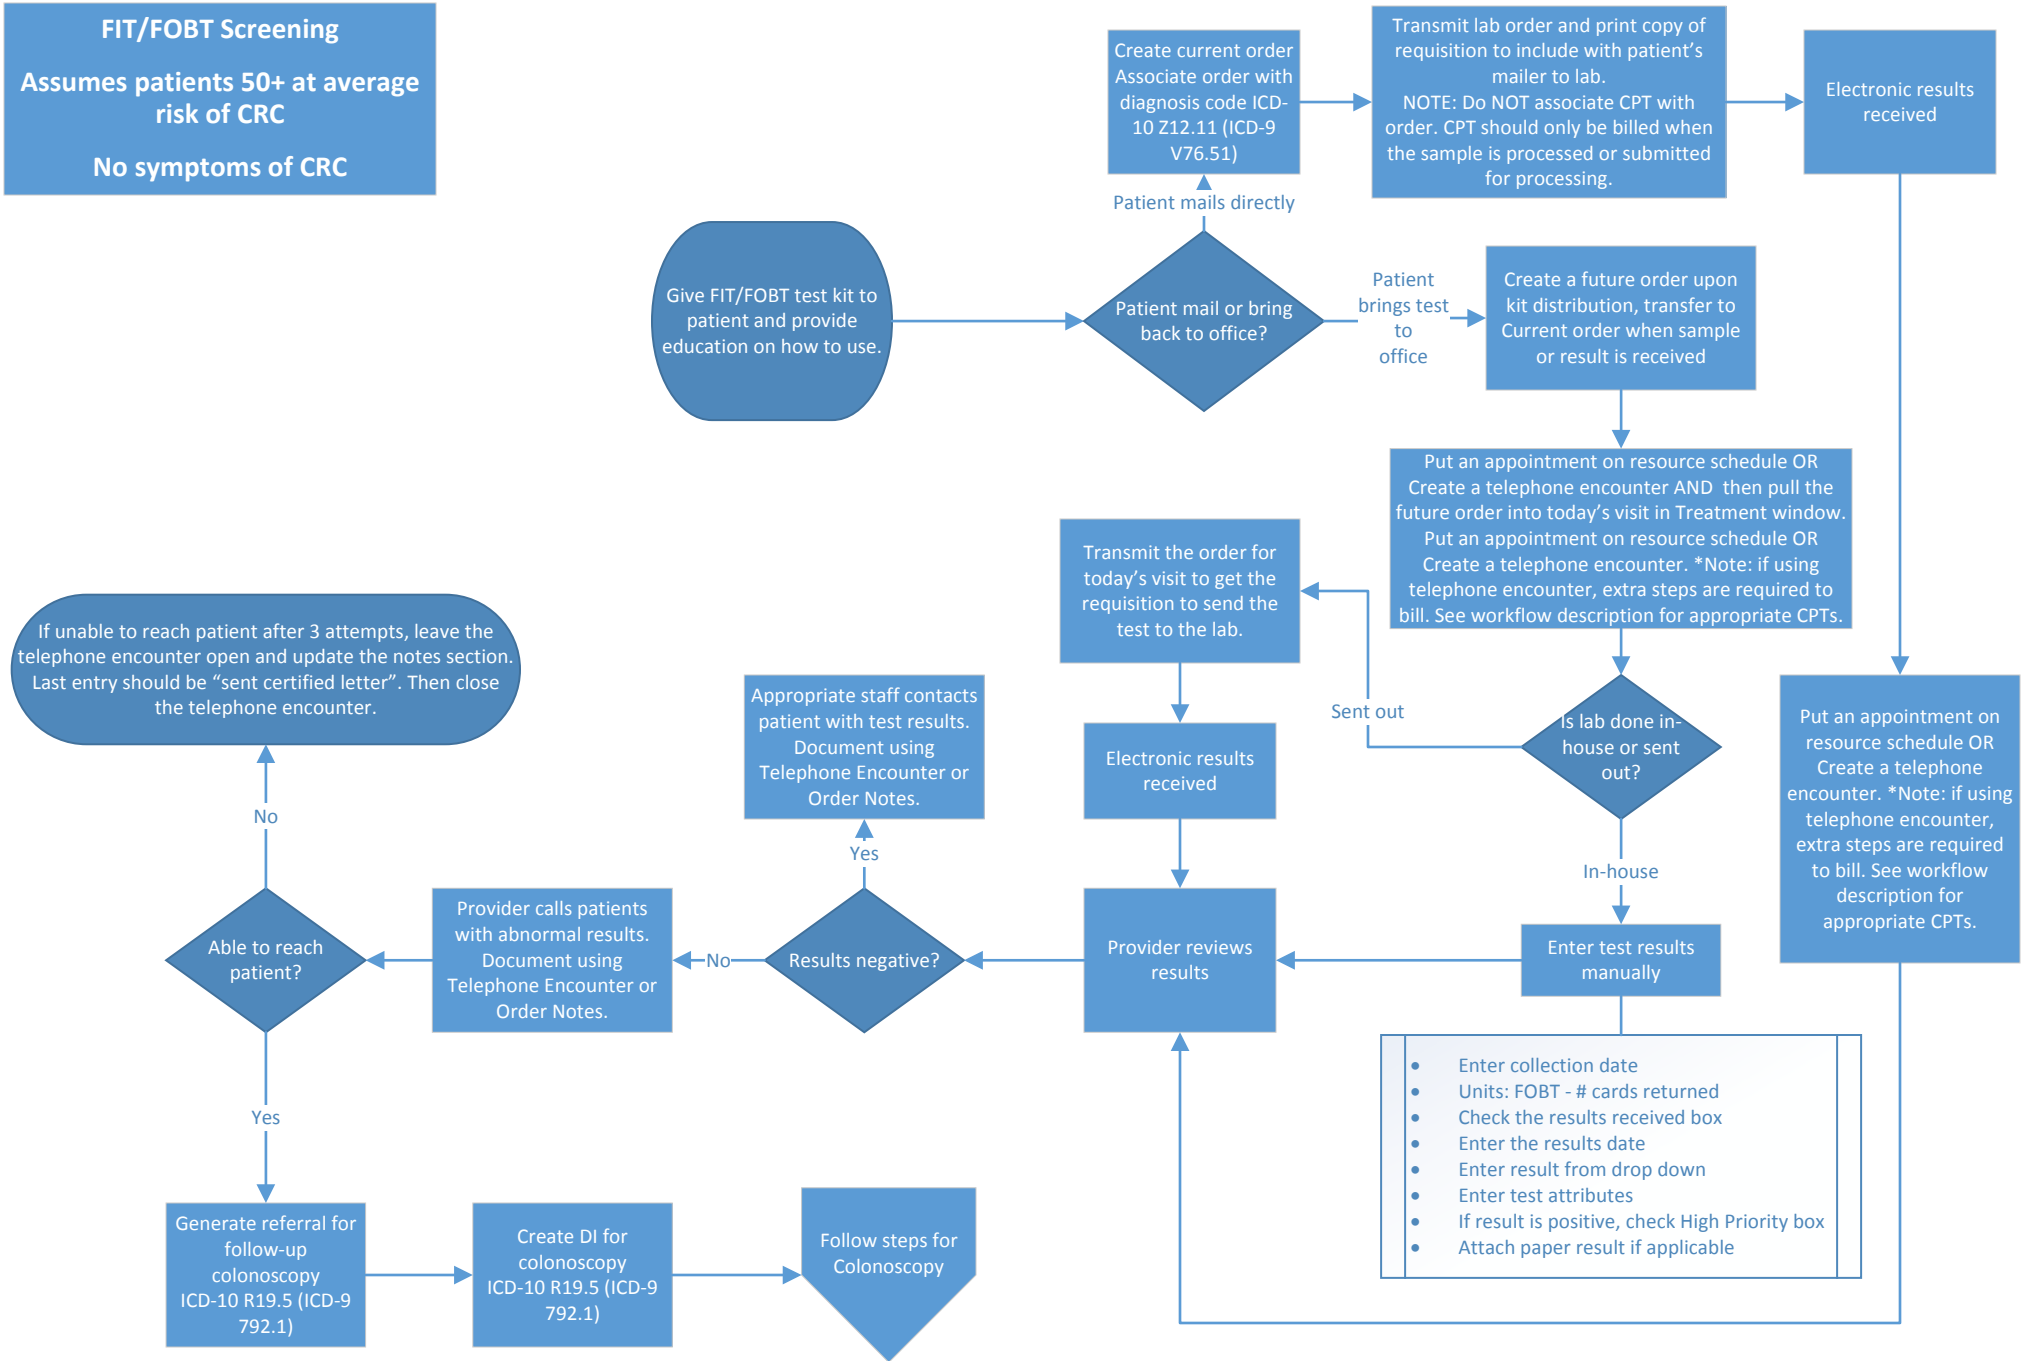 FIT/FOBT Screening
Assumes patients 50+ at average
risk of CRC
No symptoms of CRC
Create current order
Associate order with
diagnosis code ICD-
10 Z12.11 (ICD-9
V76.51)
Transmit lab order and print copy of
requisition to include with patient's
mailer to lab.
NOTE: Do NOT associate CPT with
order. CPT should only be billed when
the sample is processed or submitted
for processing.
Electronic results
received
Patient mails directly
Give FIT/FOBT test kit to
patient and provide
education on how to use.
Patient mail or bring
back to office?
Patient
brings test
to
office
Create a future order upon
kit distribution, transfer to
Current order when sample
or result is received
Put an appointment on resource schedule OR
Create a telephone encounter AND  then pull the
future order into today's visit in Treatment window.
Put an appointment on resource schedule OR
Create a telephone encounter. *Note: if using
telephone encounter, extra steps are required to
bill. See workflow description for appropriate CPTs.
Transmit the order for
today's visit to get the
requisition to send the
test to the lab.
If unable to reach patient after 3 attempts, leave the
telephone encounter open and update the notes section.
Last entry should be “sent certified letter”. Then close
the telephone encounter.
Appropriate staff contacts
patient with test results.
Document using
Telephone Encounter or
Order Notes.
Electronic results
received
Sent out
Is lab done in-
house or sent
out?
Put an appointment on
resource schedule OR
Create a telephone
encounter. *Note: if using
telephone encounter,
extra steps are required
to bill. See workflow
description for
appropriate CPTs.
No
Yes
In-house
Able to reach
patient?
Provider calls patients
with abnormal results.
Document using
Telephone Encounter or
Order Notes.
No
Results negative?
Provider reviews
results
Enter test results
manually
• Enter collection date
• Units: FOBT - # cards returned
• Check the results received box
• Enter the results date
• Enter result from drop down
• Enter test attributes
• If result is positive, check High Priority box
• Attach paper result if applicable
Yes
Generate referral for
follow-up
colonoscopy
ICD-10 R19.5 (ICD-9
792.1)
Create DI for
colonoscopy
ICD-10 R19.5 (ICD-9
792.1)
Follow steps for
Colonoscopy